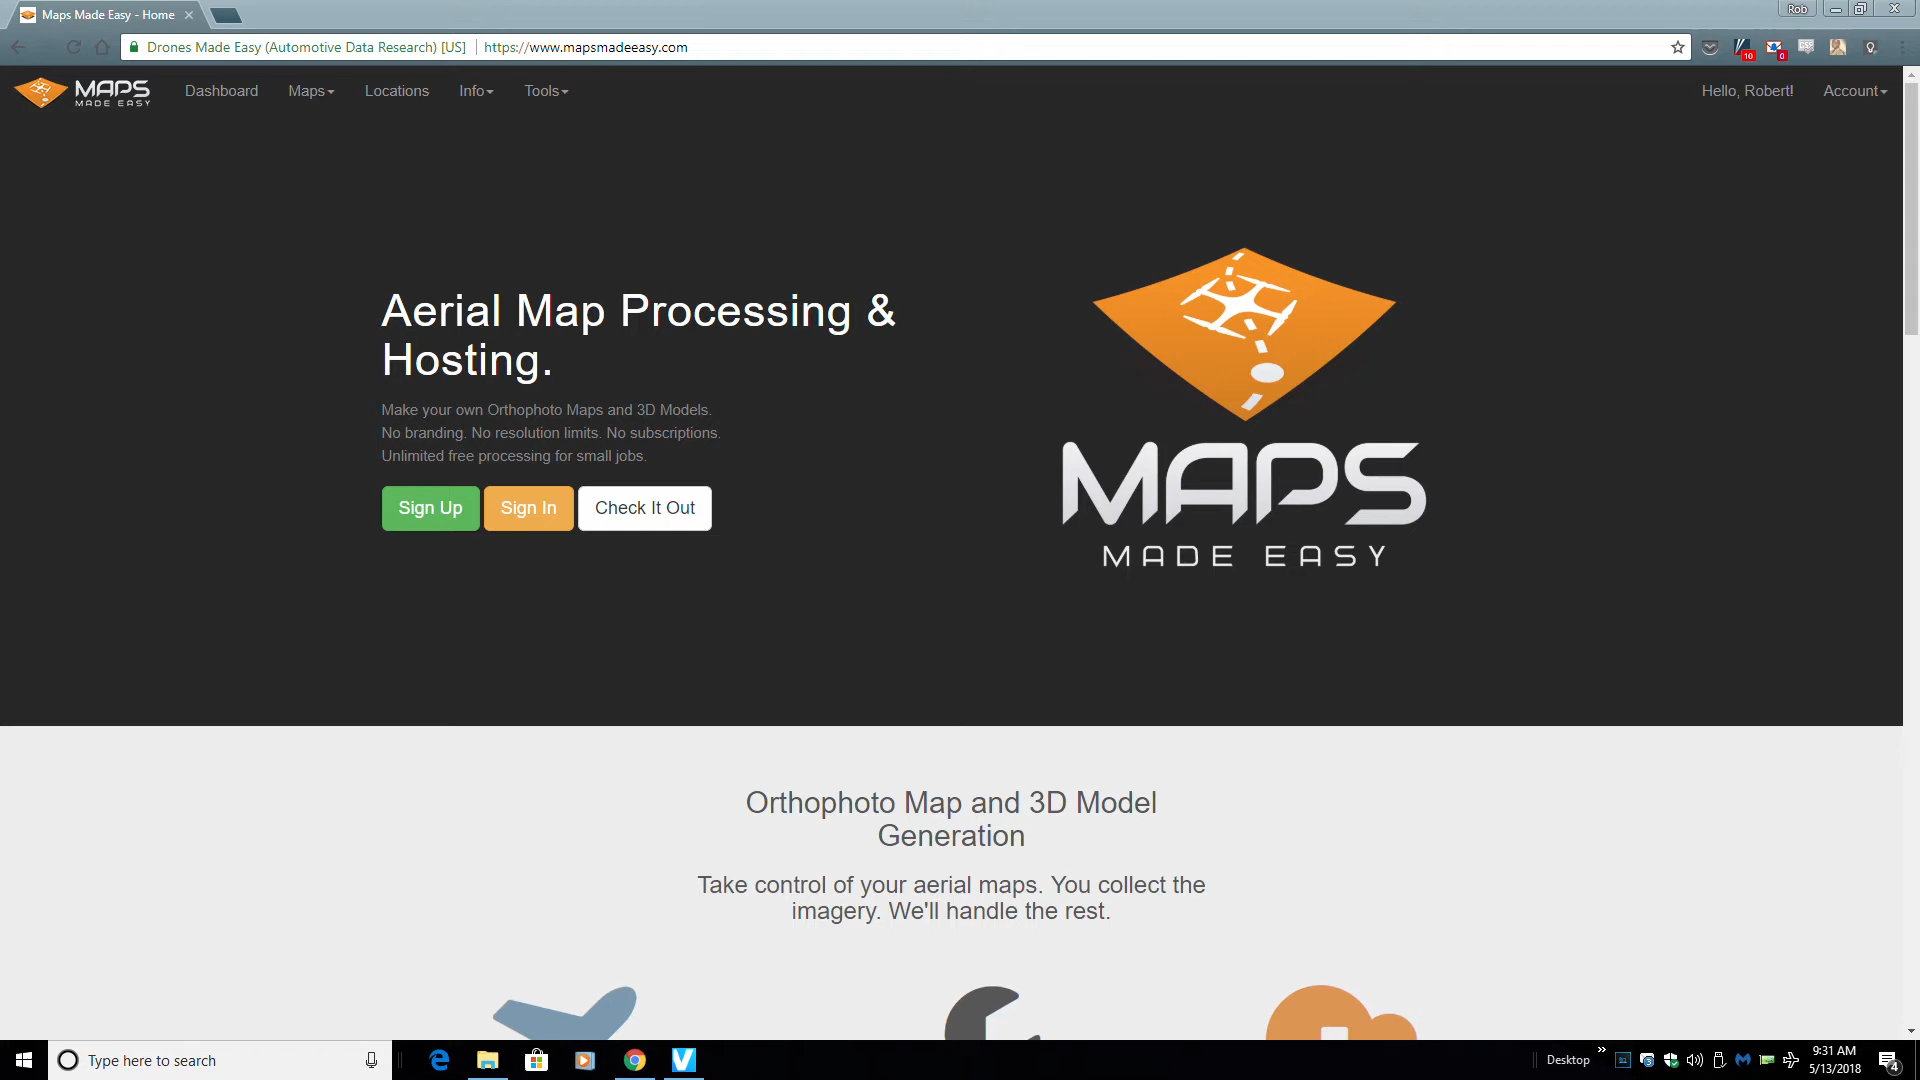 Maps Made Easy - Home
Rob
Drones Made Easy (Automotive Data Research) [US]
https://www.mapsmadeeasy.com
10
0
CSS
MAPS
MADE EASY
Dashboard
Maps
Locations
Info
Tools
Hello, Robert!
Account
Aerial Map Processing &
Hosting.
Make your own Orthophoto Maps and 3D Models.
No branding. No resolution limits. No subscriptions.
Unlimited free processing for small jobs.
Sign Up
Sign In
Check It Out
MAPS
MADE EASY
Orthophoto Map and 3D Model
Generation
Take control of your aerial maps. You collect the
imagery. We'll handle the rest.
Type here to search
Desktop
9:31 AM
5/13/2018
4